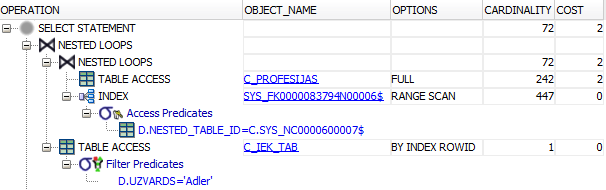 OPERATION OBJECT_NAME OPTIONS CARDINALITY COST
SELECT STATEMENT 72 2
NESTED LOOPS
NESTED LOOPS 72 2
TABLE ACCESS C_PROFESIJAS FULL 242 2
INDEX SYS_FK0000083794N00006$ RANGE SCAN 447 0
Access Predicates
D.NESTED_TABLE_ID=C.SYS_NC0000600007$
TABLE ACCESS C_IEK_TAB BY INDEX ROWID 1 0
Filter Predicates
D.UZVARDS='Adler'